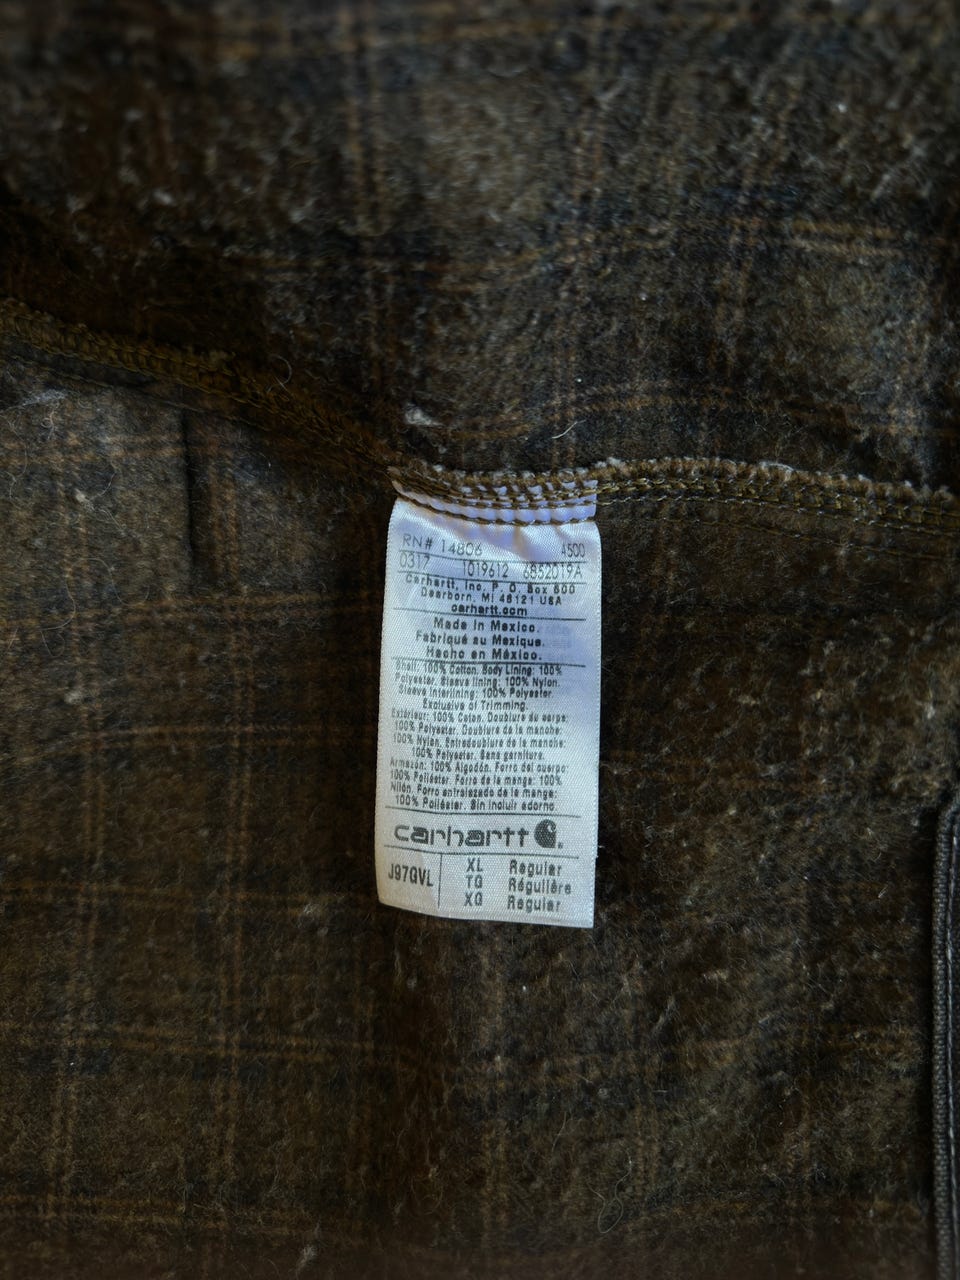 RN# 14806 4500
0317 1019612 6852019A
Carhartt, Inc. P. O. Box 600
Dearborn, MI 48121 USA
carhartt.com
Made in Mexico.
Fabriqué au Mexique.
Hecho en México.
Shell: 100% Cotton. Body Lining: 100%
Polyester. Sleeve lining: 100% Nylon.
Sleeve Interlining: 100% Polyester
Exclusive of Trimming.
Extérieur: 100% Coton. Doublure du corps:
100% Polyester. Doublure de la manche:
100% Nylon. Entredoublure de la manche:
100% Polyester. Sans garniture.
Armazón: 100% Algodón. Forro del cuerpo:
100% Poliéster. Forro de la manga: 100%
Nilón. Forro entrelazado de la manga:
100% Poliéster. Sin incluir adorno.
carhartt
J97GVL
XL Regular
TG Régulière
XG Regular